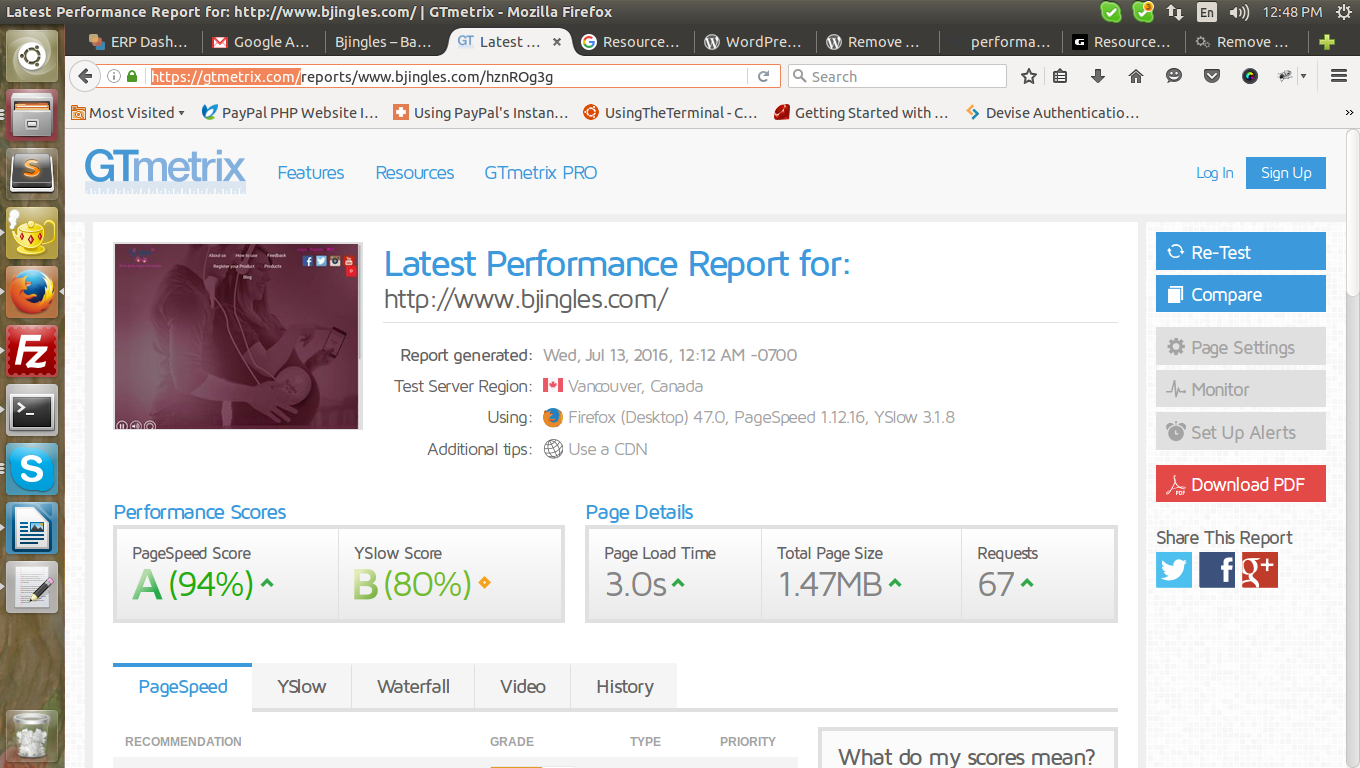 Latest Performance Report for: http://www.bjingles.com/ | GTmetrix - Mozilla Firefox
3
En
12:48 PM
ERP Dash...
Google A...
Bjingles – Ba...
GT Latest ...
Resource...
WordPre...
Remove ...
performa...
G Resource...
Remove ...
https://gtmetrix.com/reports/www.bjingles.com/hznROg3g
Search
Most Visited
PayPal PHP Website I...
Using PayPal's Instan...
UsingTheTerminal - C...
Getting Started with ...
Devise Authenticatio...
»
GTmetrix
Features
Resources
GTmetrix PRO
Log In
Sign Up
About us
How to use
Feedback
Register your Product
Products
Blog
Latest Performance Report for:
http://www.bjingles.com/
Report generated: Wed, Jul 13, 2016, 12:12 AM -0700
Test Server Region: Vancouver, Canada
Using: Firefox (Desktop) 47.0, PageSpeed 1.12.16, YSlow 3.1.8
Additional tips: Use a CDN
Re-Test
Compare
Page Settings
Monitor
Set Up Alerts
Download PDF
Share This Report
Performance Scores
PageSpeed Score
A (94%)
YSlow Score
B (80%)
Page Details
Page Load Time
3.0s
Total Page Size
1.47MB
Requests
67
PageSpeed
YSlow
Waterfall
Video
History
RECOMMENDATION
GRADE
TYPE
PRIORITY
What do my scores mean?